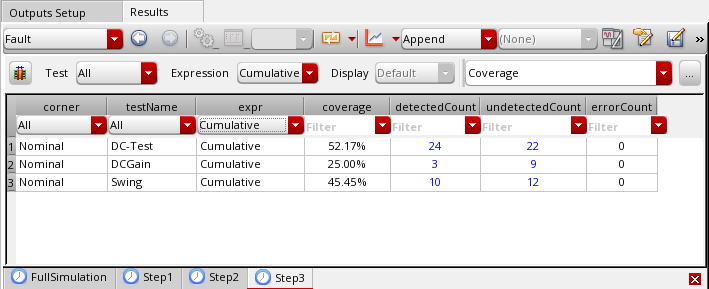 Outputs Setup Results
Fault Append (None) »
Test All Expression Cumulative Display Default Coverage ...
corner testName expr coverage detectedCount undetectedCount errorCount
All All Cumulative Filter Filter Filter Filter
1 Nominal DC-Test Cumulative 52.17% 24 22 0
2 Nominal DCGain Cumulative 25.00% 3 9 0
3 Nominal Swing Cumulative 45.45% 10 12 0
FullSimulation Step1 Step2 Step3